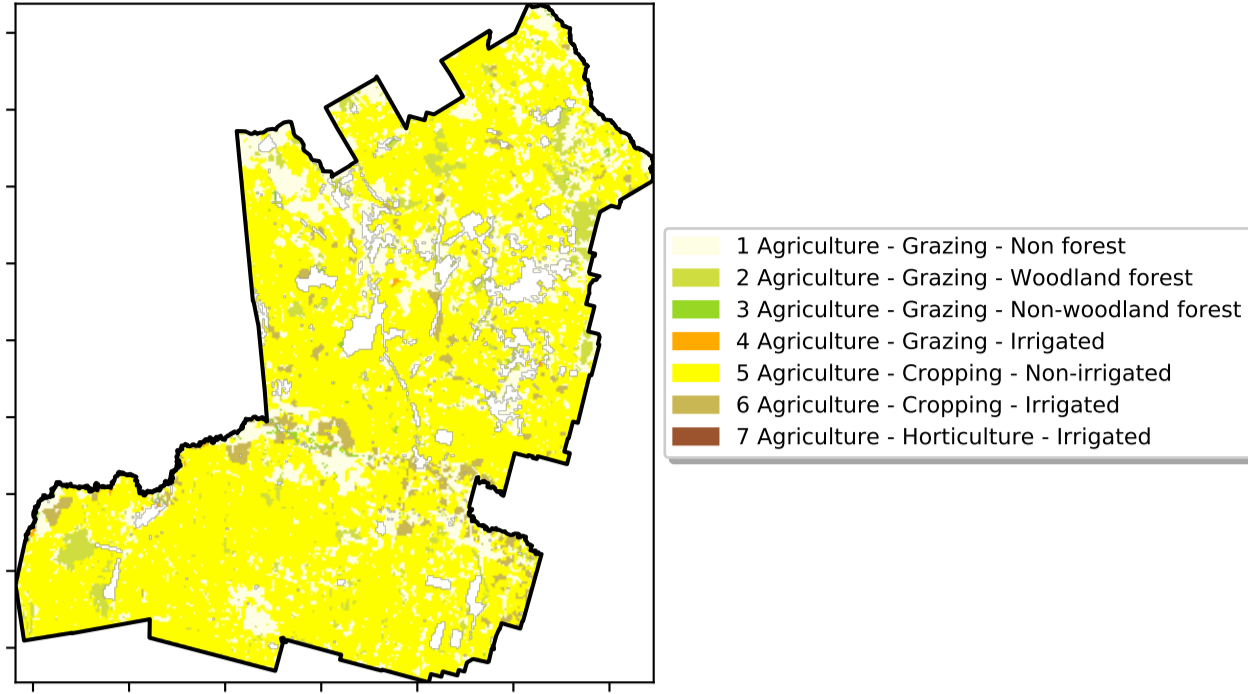 1 Agriculture - Grazing - Non forest
2 Agriculture - Grazing - Woodland forest
3 Agriculture - Grazing - Non-woodland forest
4 Agriculture - Grazing - Irrigated
5 Agriculture - Cropping - Non-irrigated
6 Agriculture - Cropping - Irrigated
7 Agriculture - Horticulture - Irrigated